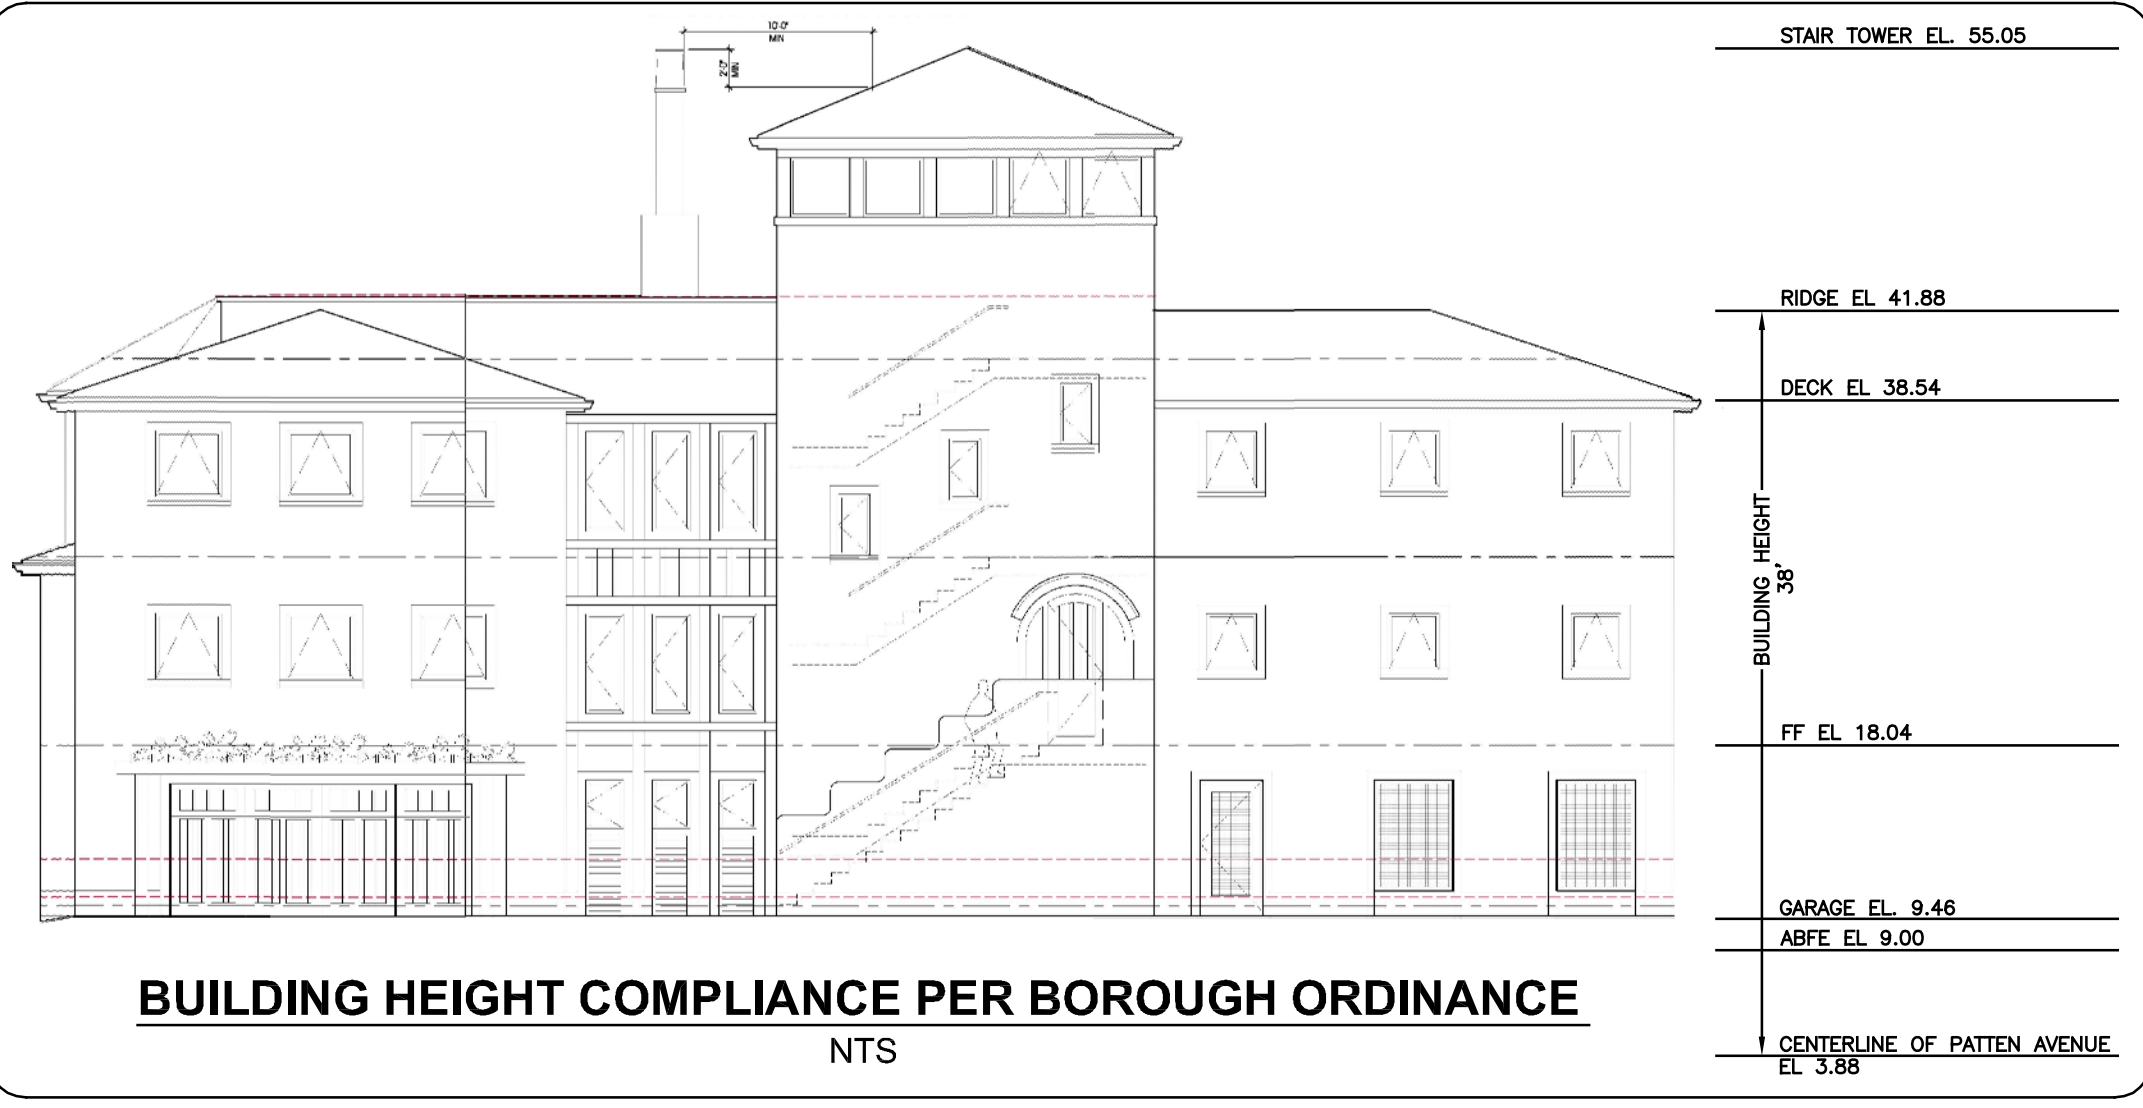 10'-0"
MIN
2'-0"
MIN
STAIR TOWER EL. 55.05
RIDGE EL 41.88
DECK EL 38.54
BUILDING HEIGHT
38'
FF EL 18.04
GARAGE EL. 9.46
ABFE EL 9.00
CENTERLINE OF PATTEN AVENUE
EL 3.88
BUILDING HEIGHT COMPLIANCE PER BOROUGH ORDINANCE
NTS